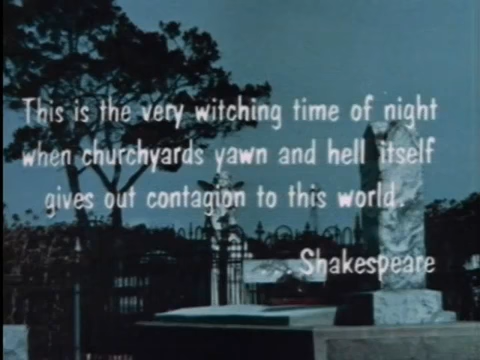 This is the very witching time of night
when churchyards yawn and hell itself
gives out contagion to this world.
...Shakespeare